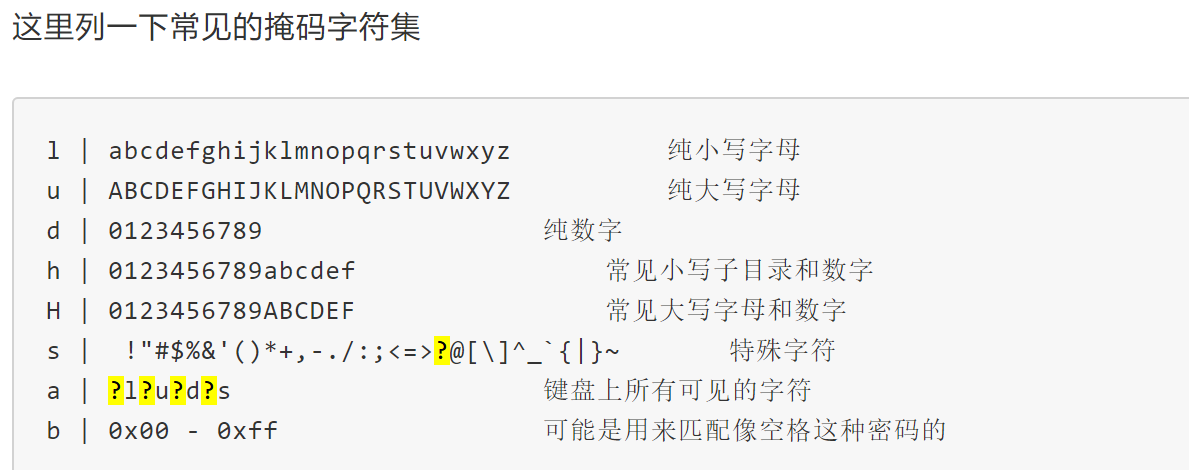 这里列一下常见的掩码字符集
l | abcdefghijklmnopqrstuvwxyz 纯小写字母
u | ABCDEFGHIJKLMNOPQRSTUVWXYZ 纯大写字母
d | 0123456789 纯数字
h | 0123456789abcdef 常见小写子目录和数字
H | 0123456789ABCDEF 常见大写字母和数字
s |  !"#$%&'()*+,-./:;<=>?@[\]^_`{|}~ 特殊字符
a | ?l?u?d?s 键盘上所有可见的字符
b | 0x00 - 0xff 可能是用来匹配像空格这种密码的